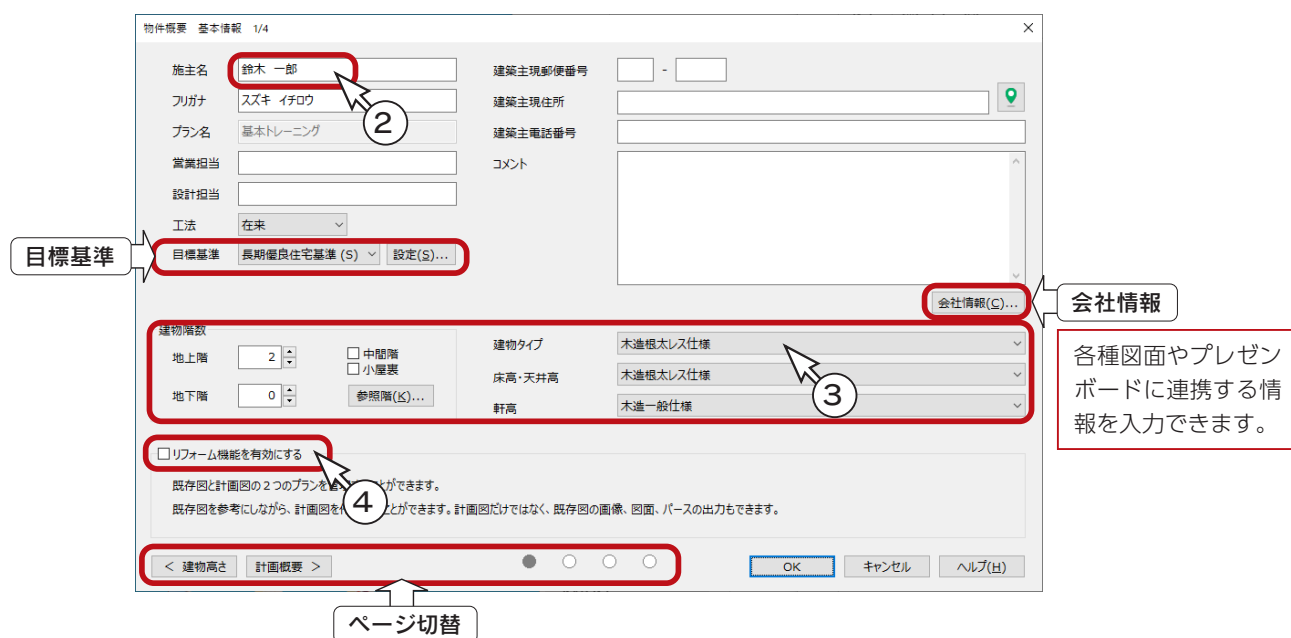 物件概要 基本情報 1/4
施主名 鈴木 一郎
フリガナ スズキ イチロウ
プラン名 基本トレーニング
営業担当
設計担当
工法 在来
目標基準 長期優良住宅基準 (S) 設定(S)...
建築主現郵便番号 -
建築主現住所
建築主電話番号
コメント
会社情報(C)...
目標基準
②
会社情報
各種図面やプレゼン
ボードに連携する情
報を入力できます。
建物階数
地上階 2
中間階
小屋裏
地下階 0 参照階(K)...
建物タイプ 木造根太レス仕様
床高・天井高 木造根太レス仕様
軒高 木造一般仕様
③
リフォーム機能を有効にする
既存図と計画図の2つのプランを とができます。
既存図を参考にしながら、計画図を とができます。計画図だけではなく、既存図の画像、図面、パースの出力もできます。
④
< 建物高さ 計画概要 >
OK キャンセル ヘルプ(H)
ページ切替